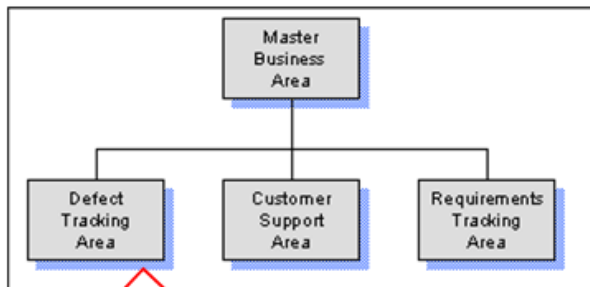 Master
Business
Area
Defect
Tracking
Area
Customer
Support
Area
Requirements
Tracking
Area